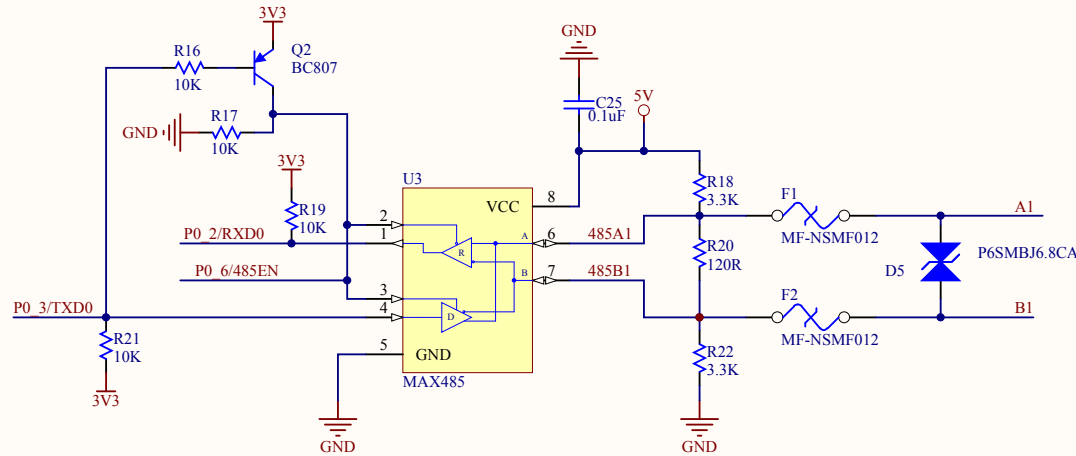 3V3
GND
R16
Q2
BC807
10K
5V
C25
0.1uF
R17
GND
10K
3V3
U3
R18
3.3K
F1
8
VCC
R19
10K
2
A1
P0_2/RXD0
1
R
A
6
485A1
MF-NSMF012
R20
120R
P6SMBJ6.8CA
P0_6/485EN
B
7
485B1
D5
F2
3
P0_3/TXD0
4
D
B1
R21
10K
MF-NSMF012
5
GND
R22
3.3K
MAX485
3V3
GND
GND